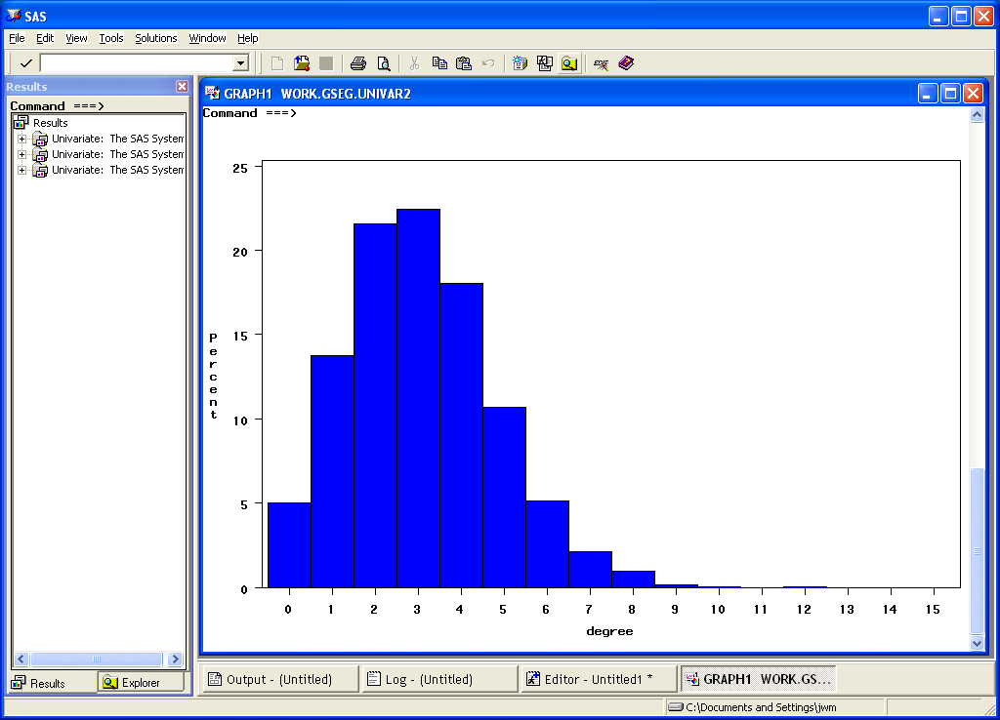 SAS
File Edit View Tools Solutions Window Help
Results
Command ===>
Results
Univariate: The SAS System
Univariate: The SAS System
Univariate: The SAS System
Results Explorer
GRAPH1 WORK.GSEG.UNIVAR2
Command ===>
25
20
15
10
5
0
Percent
0 1 2 3 4 5 6 7 8 9 10 11 12 13 14 15
degree
Output - (Untitled) Log - (Untitled) Editor - Untitled1 * GRAPH1 WORK.GS...
C:\Documents and Settings\jwm